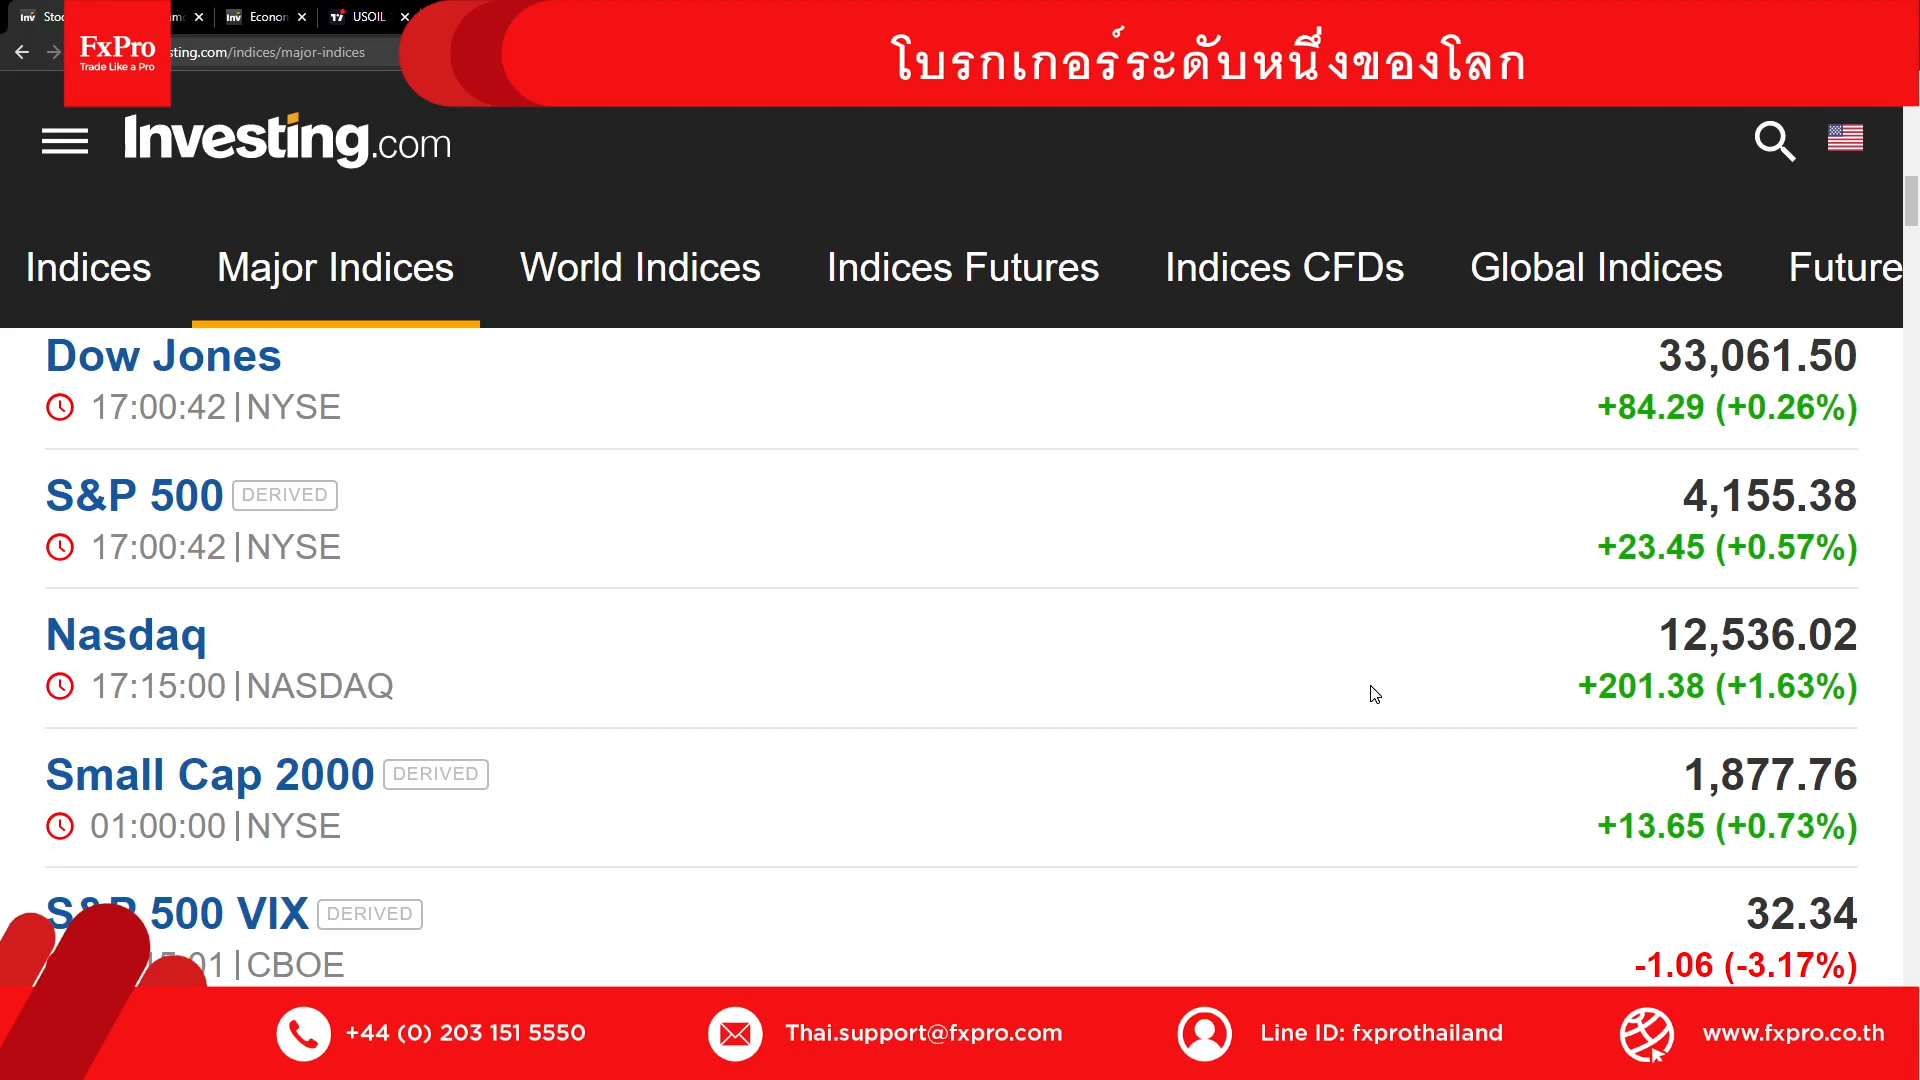 Econom
USOIL
FxPro
Trade Like a Pro
sting.com/indices/major-indices
โบรกเกอร์ระดับหนึ่งของโลก
Investing.com
Indices Major Indices World Indices Indices Futures Indices CFDs Global Indices Future
Dow Jones 33,061.50
17:00:42 | NYSE +84.29 (+0.26%)
S&P 500 DERIVED 4,155.38
17:00:42 | NYSE +23.45 (+0.57%)
Nasdaq 12,536.02
17:15:00 | NASDAQ +201.38 (+1.63%)
Small Cap 2000 DERIVED 1,877.76
01:00:00 | NYSE +13.65 (+0.73%)
S&P 500 VIX DERIVED 32.34
01 | CBOE -1.06 (-3.17%)
+44 (0) 203 151 5550 Thai.support@fxpro.com Line ID: fxprothailand www.fxpro.co.th